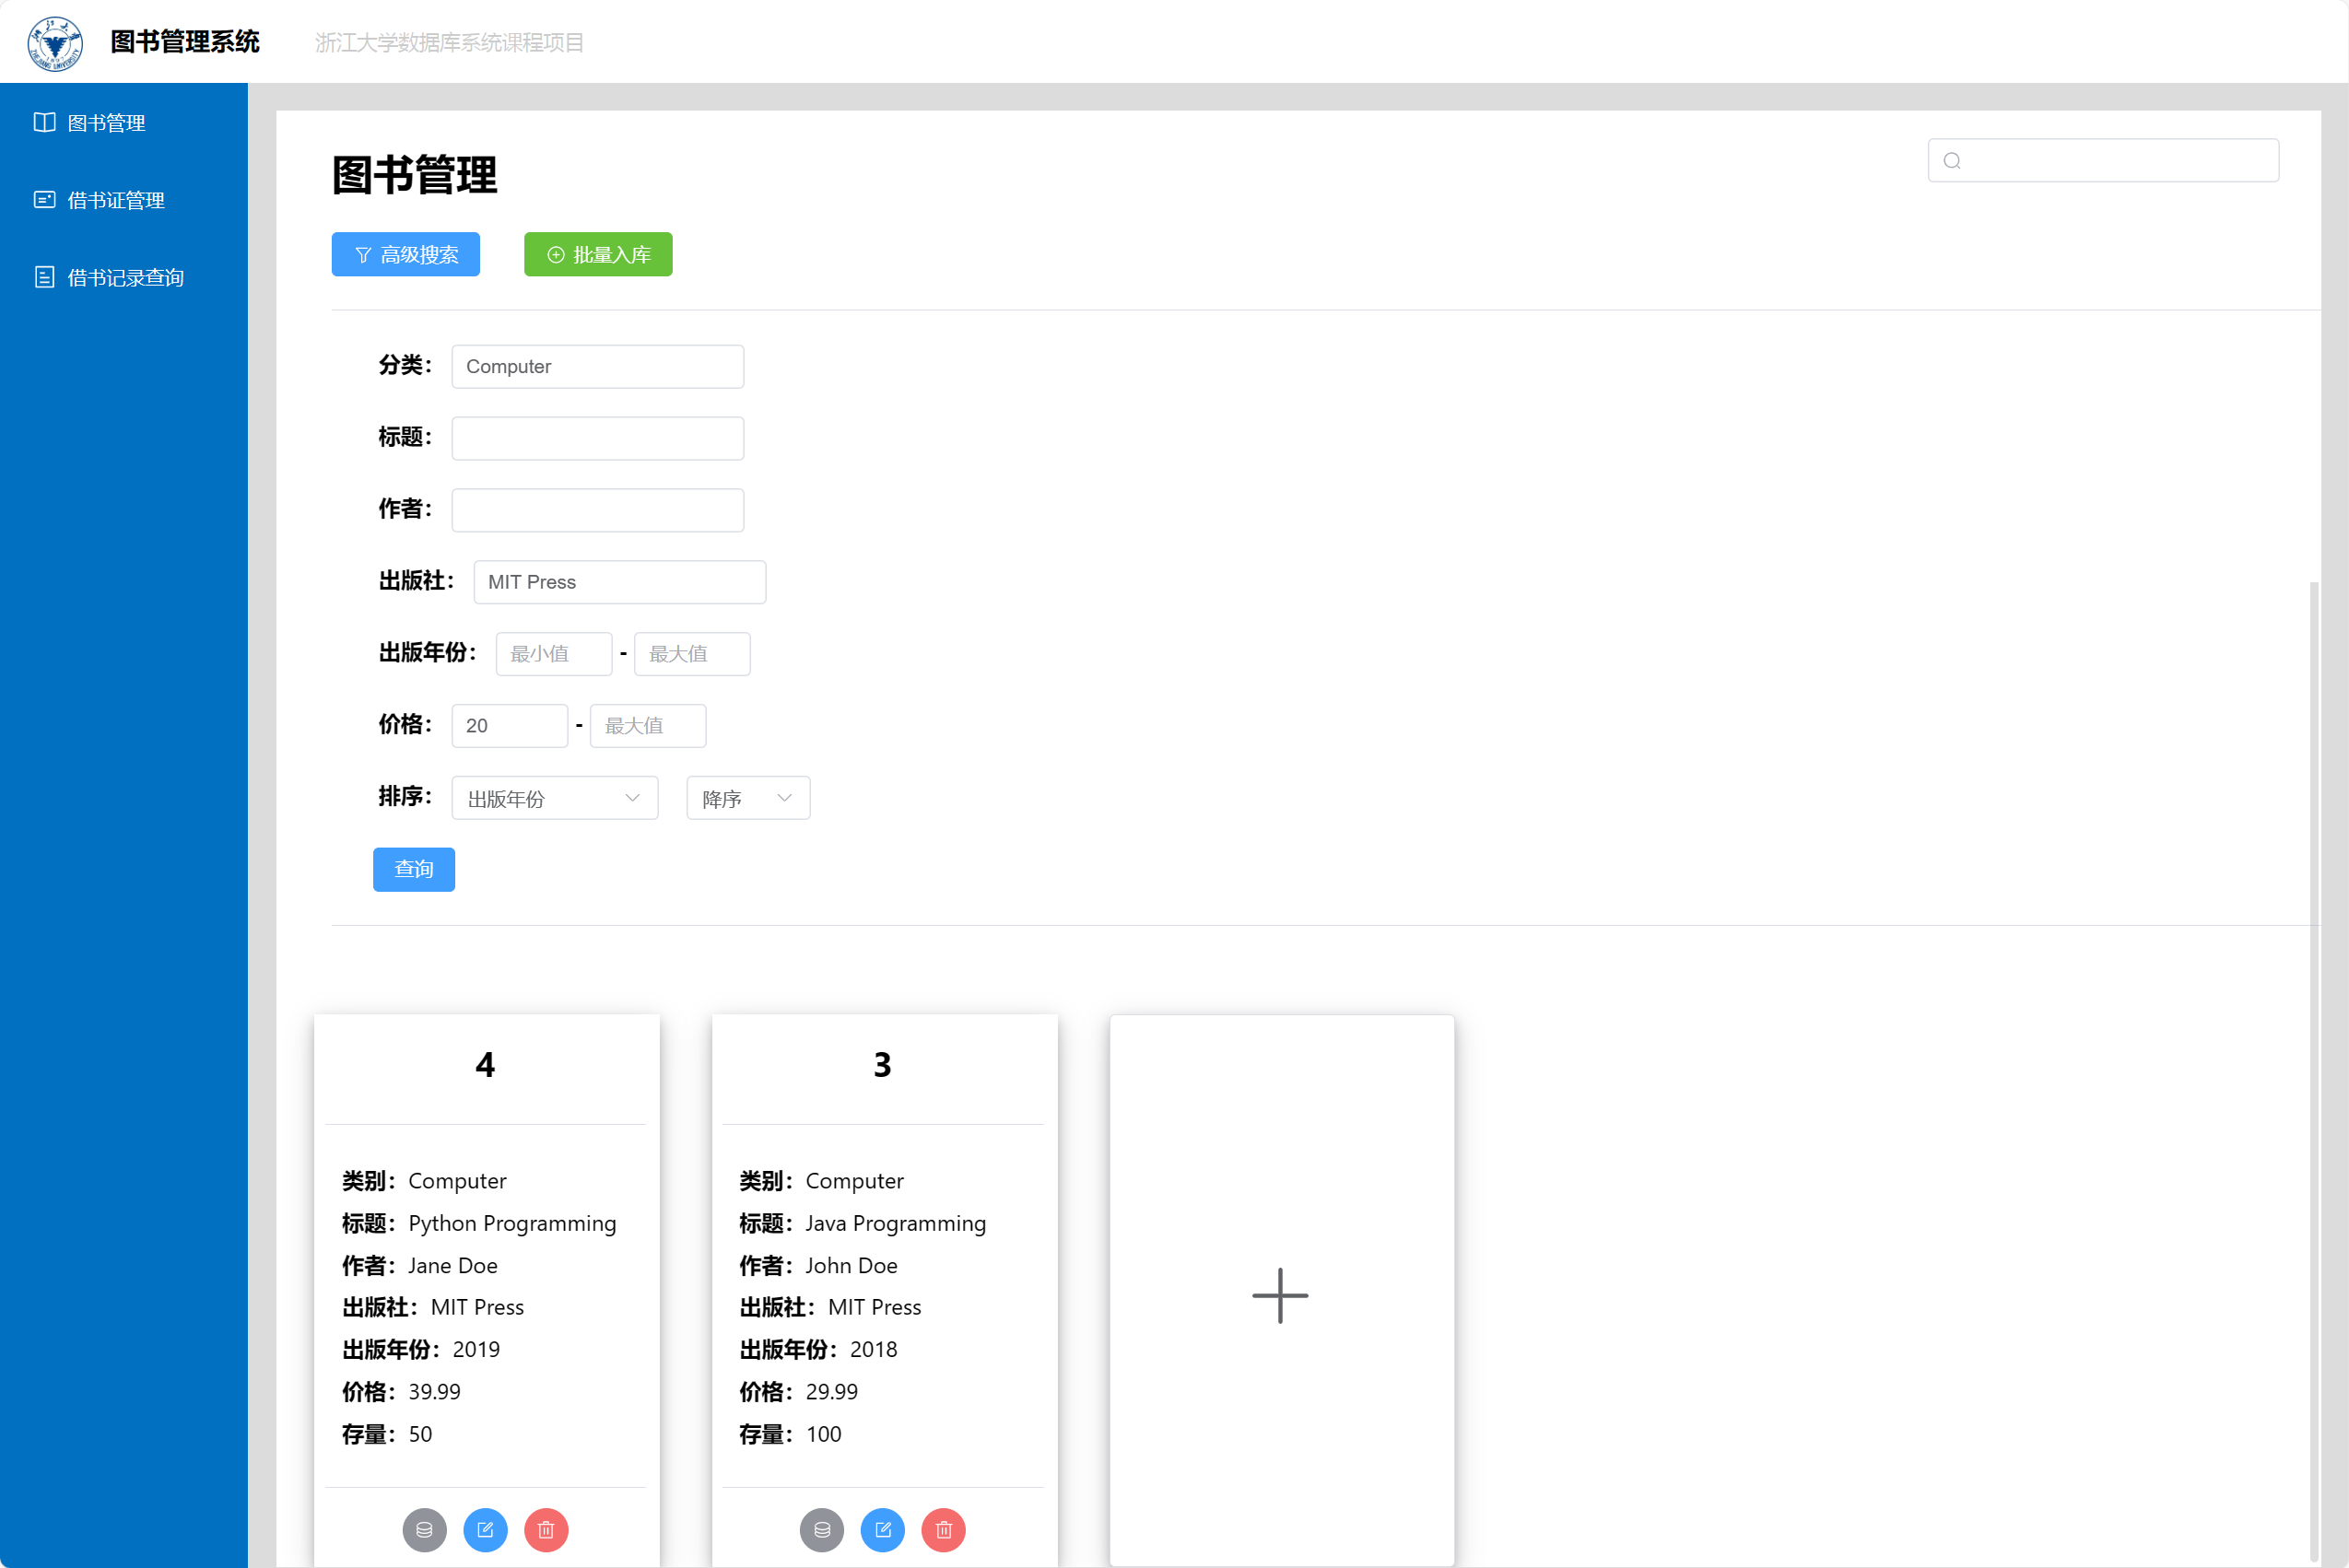 图书管理系统
浙江大学数据库系统课程项目
图书管理
借书证管理
借书记录查询
图书管理
高级搜索
批量入库
分类： Computer
标题：
作者：
出版社： MIT Press
出版年份： 最小值 - 最大值
价格： 20 - 最大值
排序： 出版年份 降序
查询
4
类别：Computer
标题：Python Programming
作者：Jane Doe
出版社：MIT Press
出版年份：2019
价格：39.99
存量：50
3
类别：Computer
标题：Java Programming
作者：John Doe
出版社：MIT Press
出版年份：2018
价格：29.99
存量：100